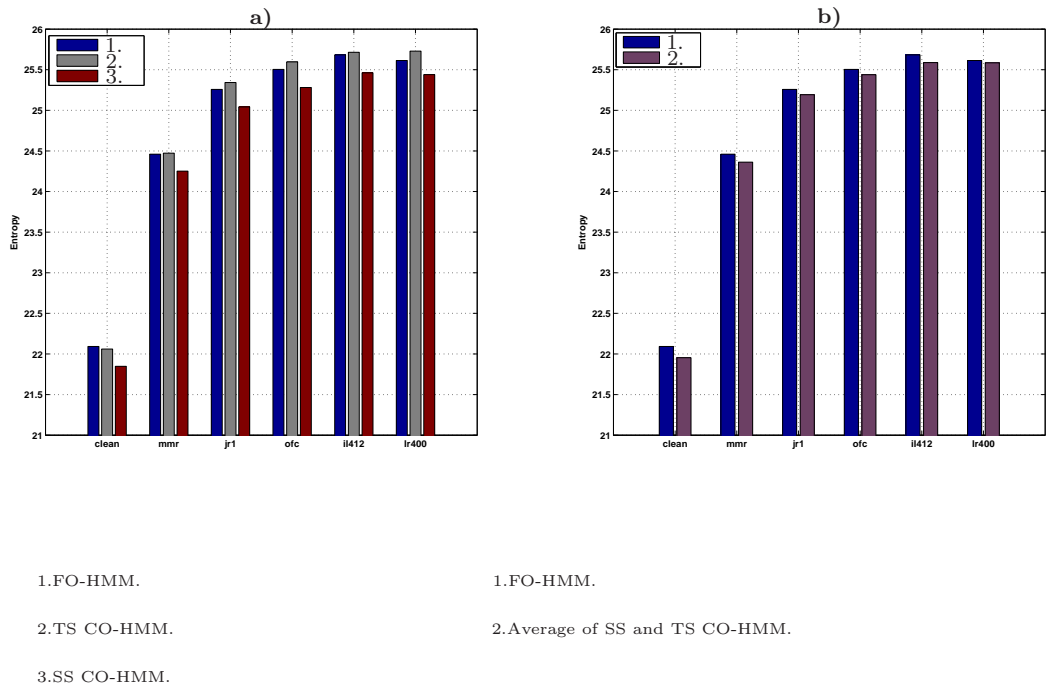 a)
26
25.5
25
24.5
24
23.5
23
22.5
22
21.5
21
Entropy
1.
2.
3.
clean mmr jr1 ofc il412 lr400
b)
26
25.5
25
24.5
24
23.5
23
22.5
22
21.5
21
Entropy
1.
2.
clean mmr jr1 ofc il412 lr400
1.FO-HMM.
2.TS CO-HMM.
3.SS CO-HMM.
1.FO-HMM.
2.Average of SS and TS CO-HMM.